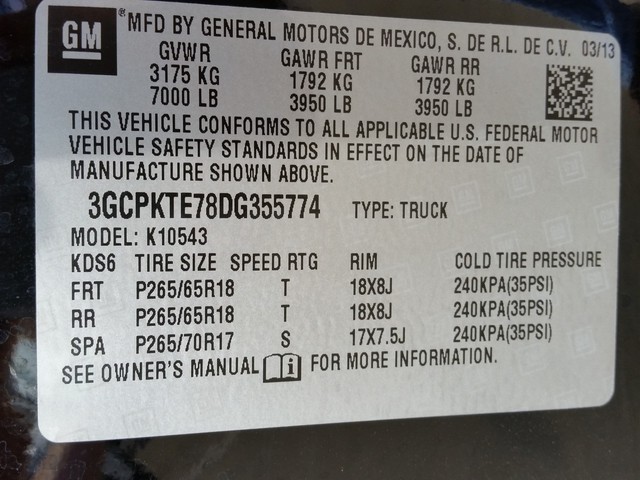 GM ® MFD BY GENERAL MOTORS DE MEXICO, S. DE R.L. DE C.V. 03/13
GVWR GAWR FRT GAWR RR
3175 KG 1792 KG 1792 KG
7000 LB 3950 LB 3950 LB
THIS VEHICLE CONFORMS TO ALL APPLICABLE U.S. FEDERAL MOTOR
VEHICLE SAFETY STANDARDS IN EFFECT ON THE DATE OF
MANUFACTURE SHOWN ABOVE.
3GCPKTE78DG355774 TYPE: TRUCK
MODEL: K10543
KDS6 TIRE SIZE SPEED RTG RIM COLD TIRE PRESSURE
FRT P265/65R18 T 18X8J 240KPA(35PSI)
RR P265/65R18 T 18X8J 240KPA(35PSI)
SPA P265/70R17 S 17X7.5J 240KPA(35PSI)
SEE OWNER'S MANUAL i FOR MORE INFORMATION.